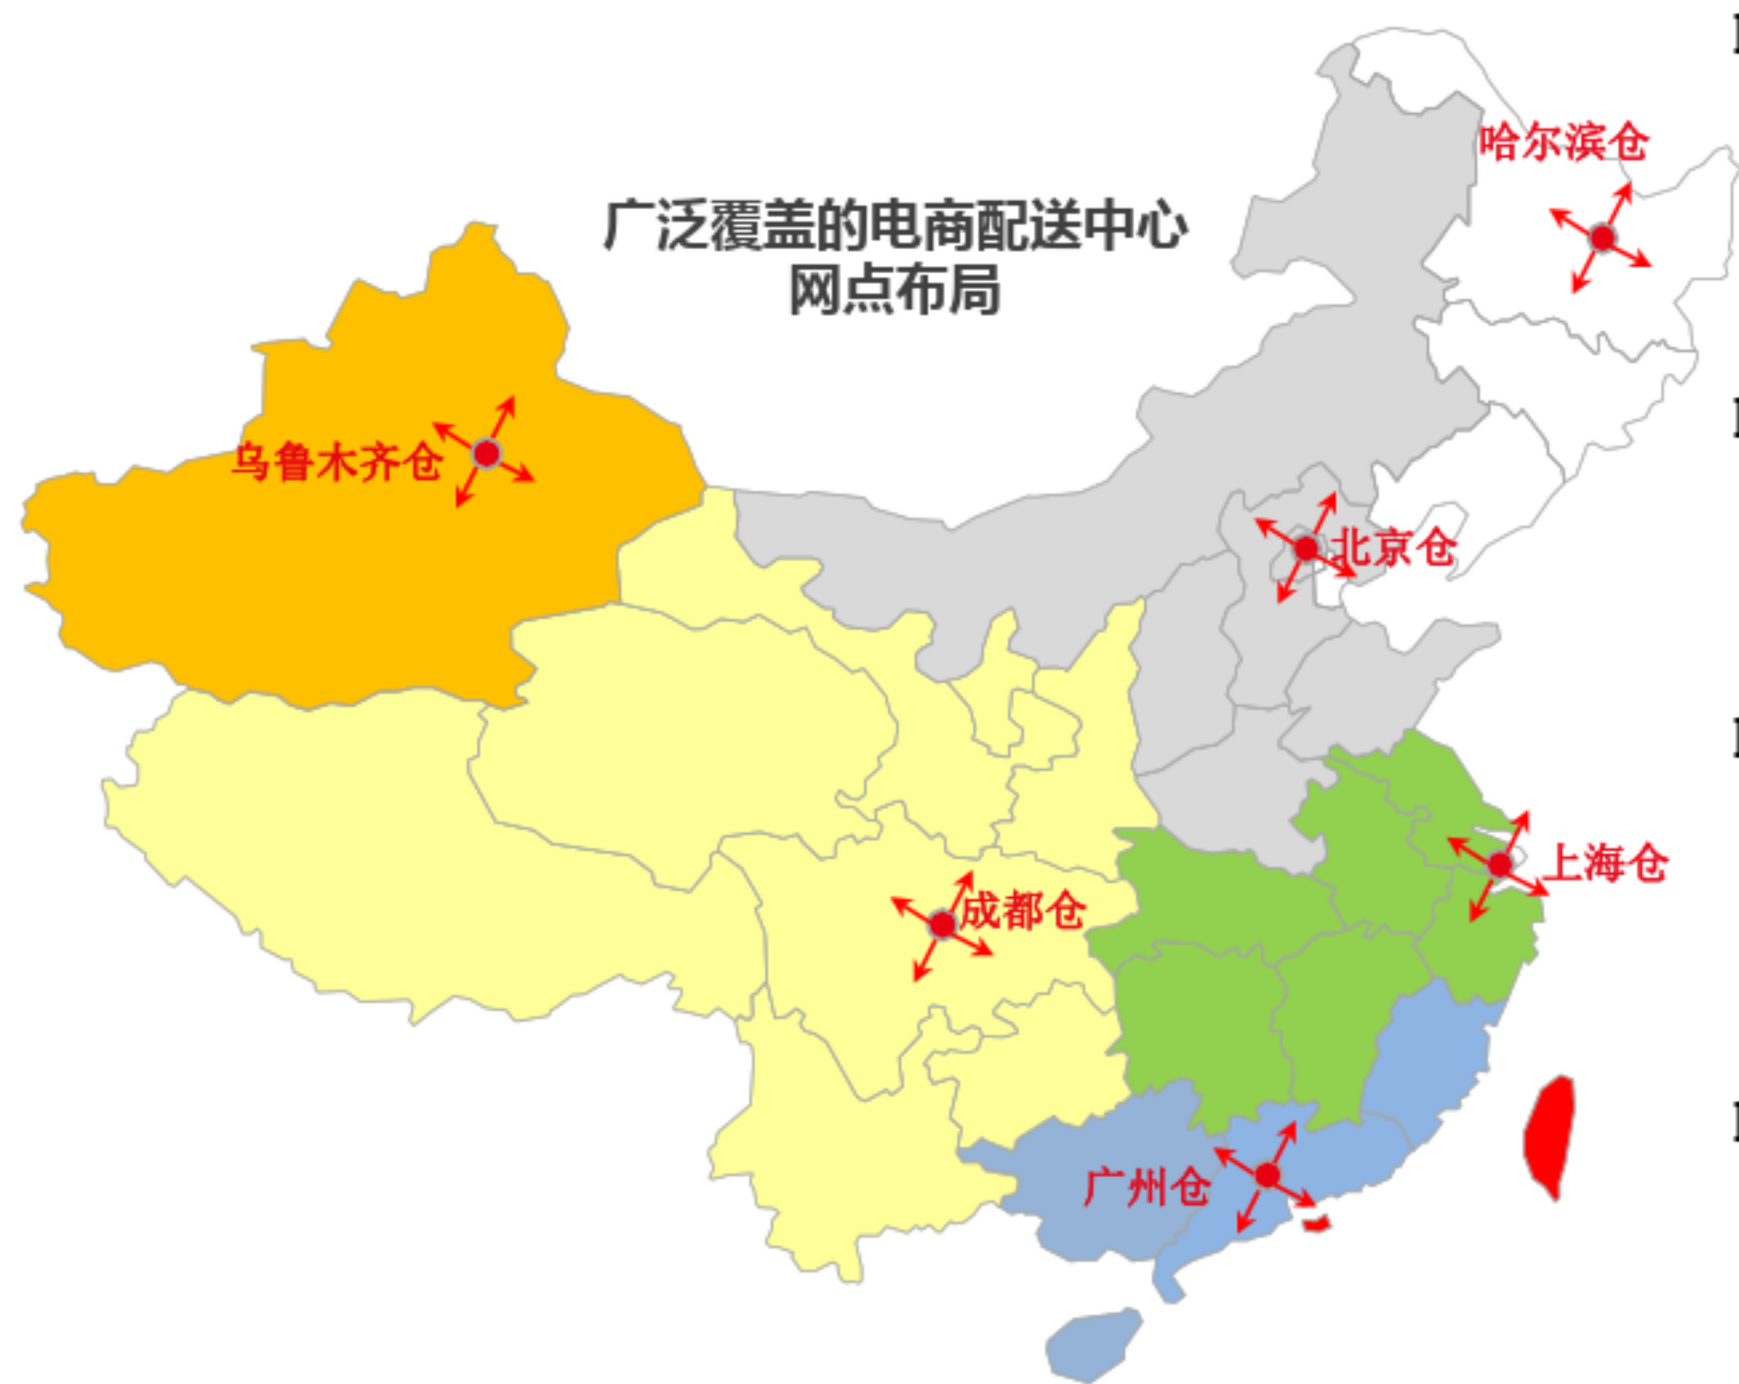 哈尔滨仓
广泛覆盖的电商配送中心
网点布局
乌鲁木齐仓
北京仓
上海仓
成都仓
广州仓